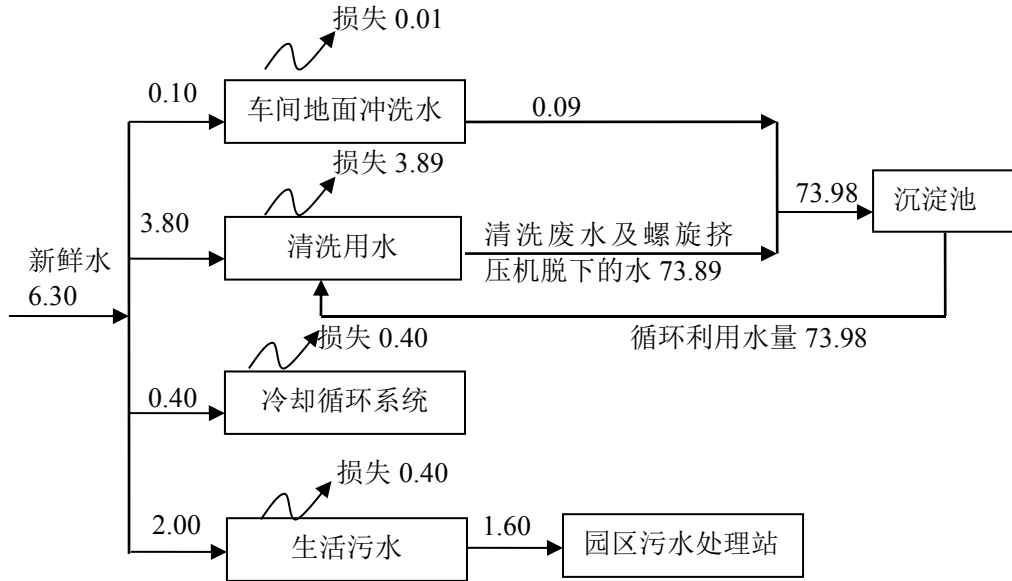 损失 0.01
0.10
车间地面冲洗水
0.09
损失 3.89
3.80
清洗用水
清洗废水及螺旋挤
压机脱下的水 73.89
73.98
沉淀池
新鲜水
6.30
循环利用水量 73.98
损失 0.40
0.40
冷却循环系统
损失 0.40
2.00
生活污水
1.60
园区污水处理站